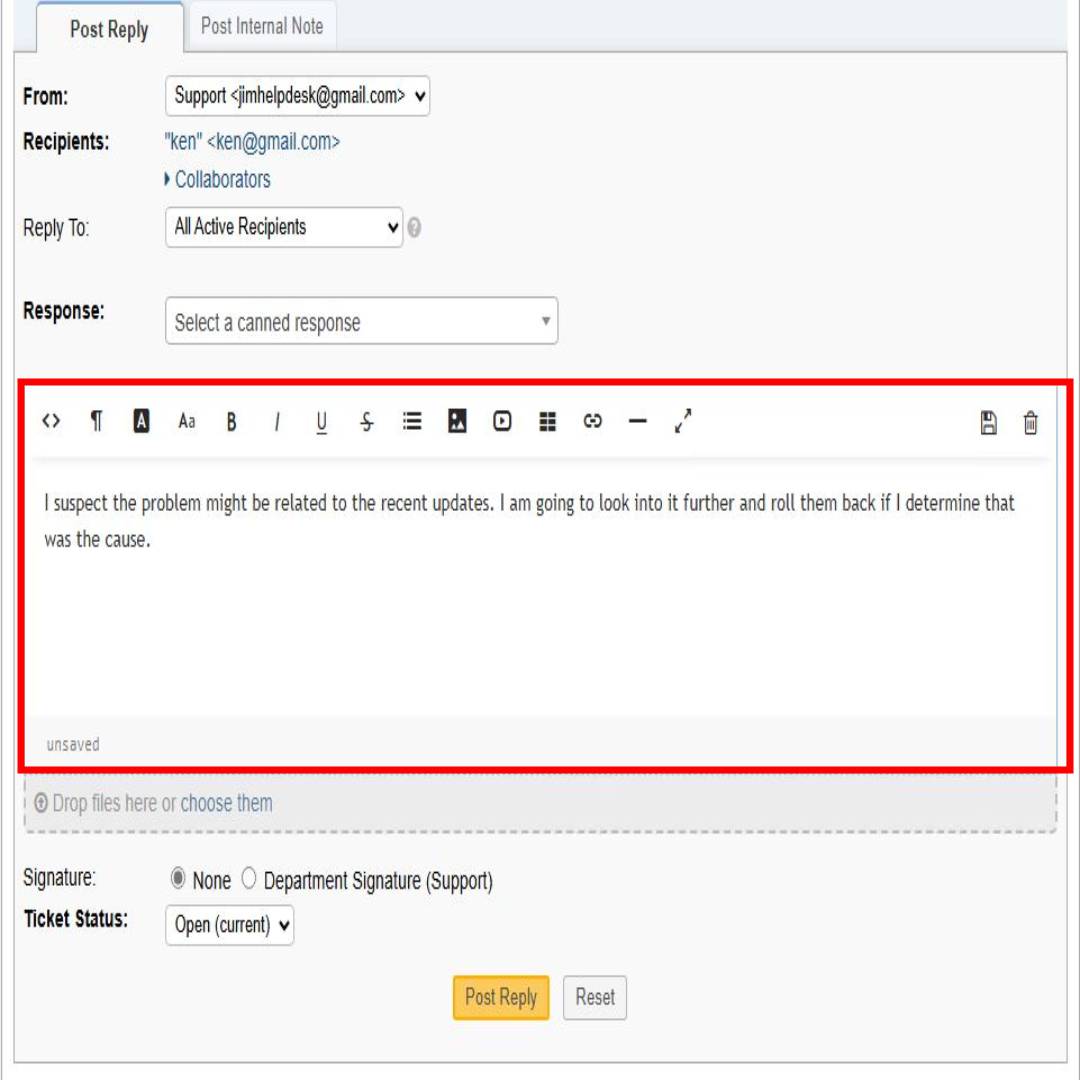 Post Reply
Post Internal Note
From:
Support <jimhelpdesk@gmail.com>
Recipients:
"ken" <ken@gmail.com>
Collaborators
Reply To:
All Active Recipients
Response:
Select a canned response
A Aa B I U S
I suspect the problem might be related to the recent updates. I am going to look into it further and roll them back if I determine that
was the cause.
unsaved
Drop files here or choose them
Signature:
None Department Signature (Support)
Ticket Status:
Open (current)
Post Reply
Reset